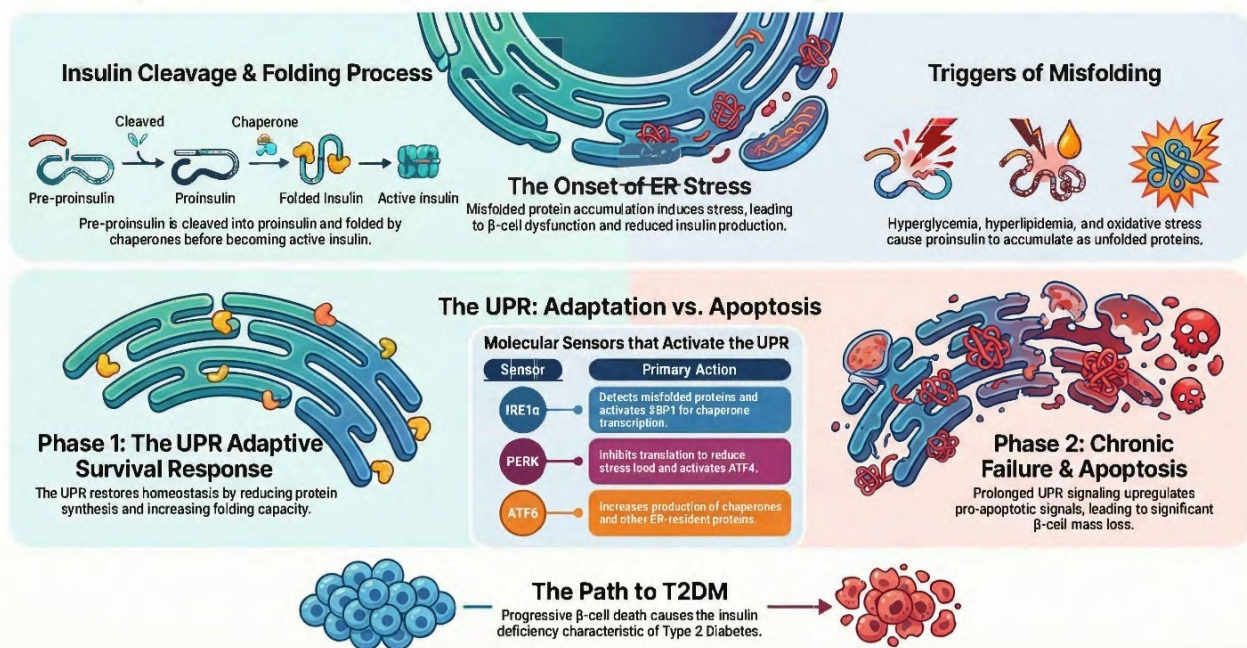 Insulin Cleavage & Folding Process
Cleaved
Chaperone
Pre-proinsulin
Proinsulin
Folded Insulin
Active insulin
Pre-proinsulin is cleaved into proinsulin and folded by
chaperones before becoming active insulin.
The Onset of ER Stress
Misfolded protein accumulation induces stress, leading
to β-cell dysfunction and reduced insulin production.
Triggers of Misfolding
Hyperglycemia, hyperlipidemia, and oxidative stress
cause proinsulin to accumulate as unfolded proteins.
The UPR: Adaptation vs. Apoptosis
Phase 1: The UPR Adaptive
Survival Response
The UPR restores homeostasis by reducing protein
synthesis and increasing folding capacity.
Molecular Sensors that Activate the UPR
Sensor
Primary Action
IRE1α
Detects misfolded proteins and
activates $BP1 for chaperone
transcription.
PERK
Inhibits translation to reduce
stress lood and activates ATF4.
ATF6
Increases production of chaperones
and other ER-resident proteins.
Phase 2: Chronic
Failure & Apoptosis
Prolonged UPR signaling upregulates
pro-apoptotic signals, leading to significant
β-cell mass loss.
The Path to T2DM
Progressive β-cell death causes the insulin
deficiency characteristic of Type 2 Diabetes.